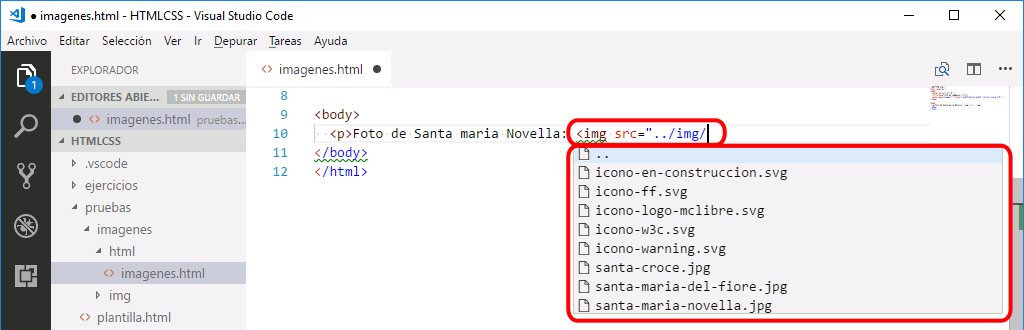 ● imagenes.html - HTMLCSS - Visual Studio Code
Archivo Editar Selección Ver Ir Depurar Tareas Ayuda
EXPLORADOR
EDITORES ABIE... 1 SIN GUARDAR
● <> imagenes.html pruebas...
HTMLCSS
.vscode
ejercicios
pruebas
imagenes
html
<> imagenes.html
img
<> plantilla.html
1
<> imagenes.html ●
8
9 <body>
10 <p>Foto de Santa maria Novella: <img src="../img/
11 </body>
12 </html>
..
icono-en-construccion.svg
icono-ff.svg
icono-logo-mclibre.svg
icono-w3c.svg
icono-warning.svg
santa-croce.jpg
santa-maria-del-fiore.jpg
santa-maria-novella.jpg